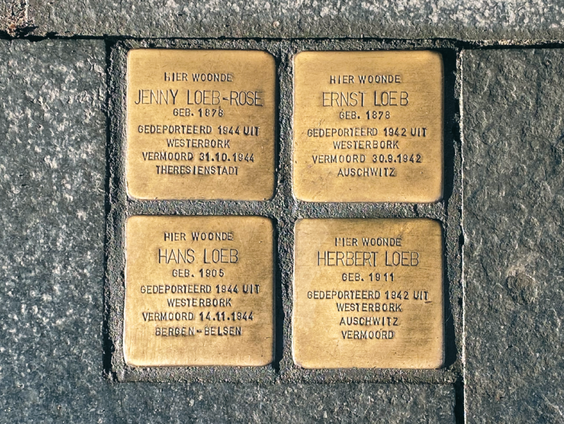 HIER WOONDE
JENNY LOEB-ROSE
GEB. 1878
GEDEPORTEERD 1944 UIT
WESTERBORK
VERMOORD 31.10.1944
THERESIENSTADT
HIER WOONDE
ERNST LOEB
GEB. 1878
GEDEPORTEERD 1942 UIT
WESTERBORK
VERMOORD 30.9.1942
AUSCHWITZ
HIER WOONDE
HANS LOEB
GEB. 1905
GEDEPORTEERD 1944 UIT
WESTERBORK
VERMOORD 14.11.1944
BERGEN-BELSEN
HIER WOONDE
HERBERT LOEB
GEB. 1911
GEDEPORTEERD 1942 UIT
WESTERBORK
AUSCHWITZ
VERMOORD